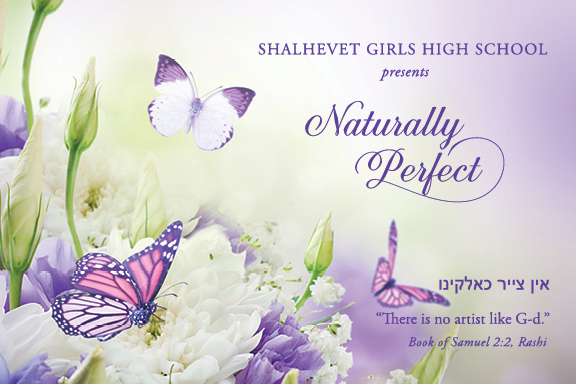 SHALHEVET GIRLS HIGH SCHOOL
presents
Naturally
Perfect
אין צייר כאלקינו
“There is no artist like G-d.”
Book of Samuel 2:2, Rashi